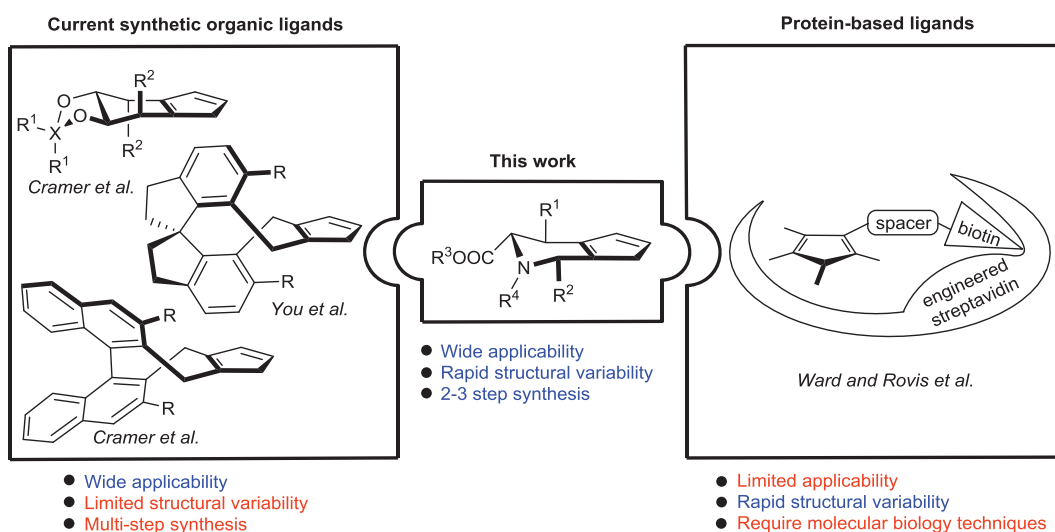 Current synthetic organic ligands
R²
O
O
R¹
X
R²
R¹
Cramer et al.
R
R
You et al.
R
R
Cramer et al.
● Wide applicability
● Limited structural variability
● Multi-step synthesis
This work
R¹
R³OOC
N
R⁴
R²
● Wide applicability
● Rapid structural variability
● 2-3 step synthesis
Protein-based ligands
spacer
biotin
engineered
streptavidin
Ward and Rovis et al.
● Limited applicability
● Rapid structural variability
● Require molecular biology techniques